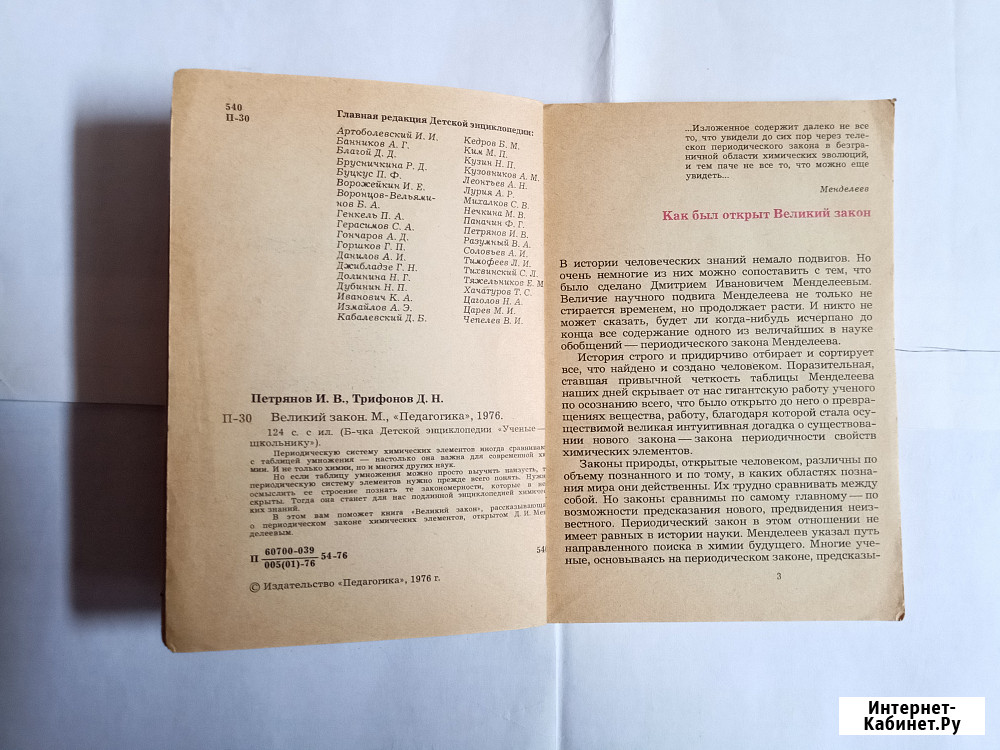 540
П-30
Главная редакция Детской энциклопедии:
Артоболевский И. И.
Банников А. Г.
Благой Д. Д.
Брусничкина Р. Д.
Буцкус П. Ф.
Ворожейкин И. Е.
Воронцов-Вельями-
нов Б. А.
Генкель П. А.
Герасимов С. А.
Гончаров А. Д.
Горшков Г. П.
Данилов А. И.
Джибладзе Г. Н.
Долинина Н. Г.
Дубинин Н. П.
Иванович К. А.
Измайлов А. Э.
Кабалевский Д. Б.
Кедров Б. М.
Ким М. П.
Кузин Н. П.
Кузовников А. М.
Леонтьев А. Н.
Лурия А. Р.
Михалков С. В.
Нечкина М. В.
Паначин Ф. Г.
Петрянов И. В.
Разумный В. А.
Соловьев А. И.
Тимофеев Л. И.
Тихвинский С. Л.
Тяжельников Е. М
Хачатуров Т. С.
Цаголов Н. А.
Царев М. И.
Чепелев В. И.
Петрянов И. В., Трифонов Д. Н.
П-30 Великий закон. М., «Педагогика», 1976.
124 с. с ил. (Б-чка Детской энциклопедии «Ученые —
школьнику»).
Периодическую систему химических элементов иногда сравнива
с таблицей умножения — настолько она важна для современной х
мии. И не только химии, но и многих других наук.
Но если таблицу умножения можно просто выучить наизусть, т
периодическую систему элементов нужно прежде всего понять. Нужн
осмыслить ее строение познать те закономерности, которые в не
скрыты. Тогда она станет для нас подлинной энциклопедией химичес
ких знаний.
В этом вам поможет книга «Великий закон», рассказывающа
о периодическом законе химических элементов, открытом Д. И. Мен
делеевым.
П 60700–039
005(01)–76 54–76
540
© Издательство «Педагогика», 1976 г.
...Изложенное содержит далеко не все
то, что увидели до сих пор через теле-
скоп периодического закона в безгра-
ничной области химических эволюций,
и тем паче не все то, что можно еще
увидеть...
Менделеев
Как был открыт Великий закон
В истории человеческих знаний немало подвигов. Но
очень немногие из них можно сопоставить с тем, что
было сделано Дмитрием Ивановичем Менделеевым.
Величие научного подвига Менделеева не только не
стирается временем, но продолжает расти. И никто не
может сказать, будет ли когда-нибудь исчерпано до
конца все содержание одного из величайших в науке
обобщений — периодического закона Менделеева.
История строго и придирчиво отбирает и сортирует
все, что найдено и создано человеком. Поразительная,
ставшая привычной четкость таблицы Менделеева
наших дней скрывает от нас гигантскую работу ученого
по осознанию всего, что было открыто до него о превра-
щениях вещества, работу, благодаря которой стала осу-
ществимой великая интуитивная догадка о существова-
нии нового закона — закона периодичности свойств
химических элементов.
Законы природы, открытые человеком, различны по
объему познанного и по тому, в каких областях позна-
ния мира они действенны. Их трудно сравнивать между
собой. Но законы сравнимы по самому главному — по
возможности предсказания нового, предвидения неиз-
вестного. Периодический закон в этом отношении не
имеет равных в истории науки. Менделеев указал путь
направленного поиска в химии будущего. Многие уче-
ные, основываясь на периодическом законе, предсказы-
3
Интернет-
Кабинет.Ру